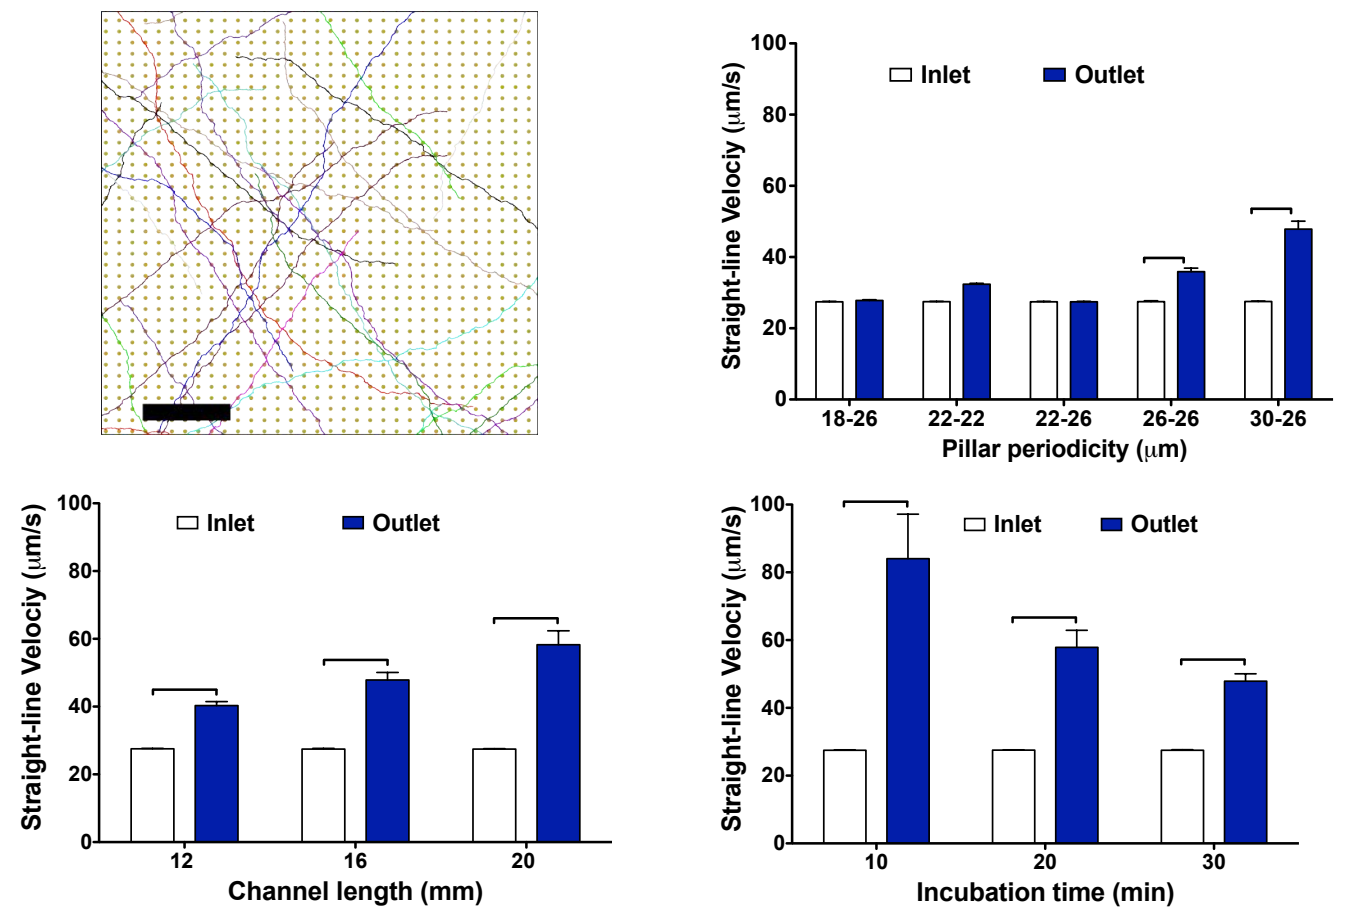 Straight-line Velociy (μm/s)
100
80
60
40
20
0
Inlet
Outlet
18-26
22-22
22-26
26-26
30-26
Pillar periodicity (μm)
Straight-line Velociy (μm/s)
100
80
60
40
20
0
Inlet
Outlet
12
16
20
Channel length (mm)
Straight-line Velociy (μm/s)
100
80
60
40
20
0
Inlet
Outlet
10
20
30
Incubation time (min)